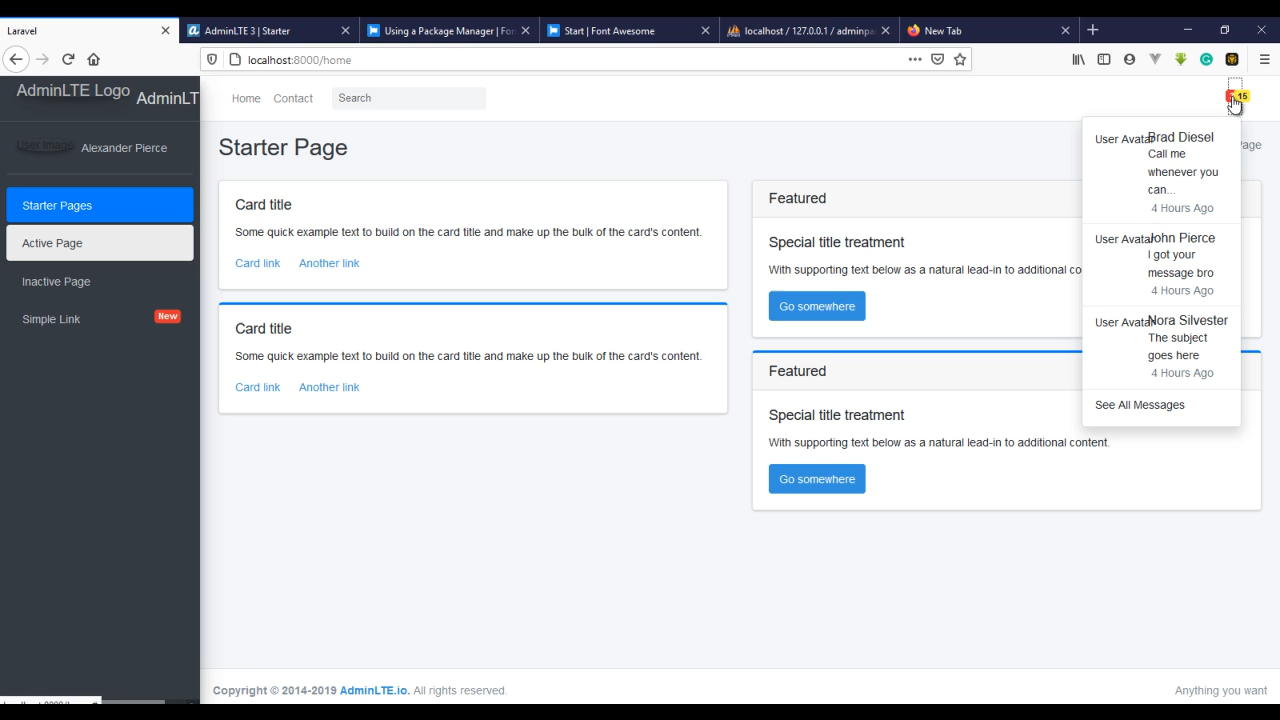 Laravel
AdminLTE 3 | Starter
Using a Package Manager | Fon
Start | Font Awesome
localhost / 127.0.0.1 / adminpa
New Tab
localhost:8000/home
AdminLTE Logo
AdminLT
Home
Contact
Search
15
User Image
Alexander Pierce
Starter Page
age
Starter Pages
Active Page
Inactive Page
Simple Link
New
Card title
Some quick example text to build on the card title and make up the bulk of the card's content.
Card link
Another link
Card title
Some quick example text to build on the card title and make up the bulk of the card's content.
Card link
Another link
Featured
Special title treatment
With supporting text below as a natural lead-in to additional co
Go somewhere
Featured
Special title treatment
With supporting text below as a natural lead-in to additional content.
Go somewhere
User Avatar
Brad Diesel
Call me
whenever you
can...
4 Hours Ago
User Avatar
John Pierce
I got your
message bro
4 Hours Ago
User Avatar
Nora Silvester
The subject
goes here
4 Hours Ago
See All Messages
Copyright © 2014-2019 AdminLTE.io. All rights reserved.
Anything you want